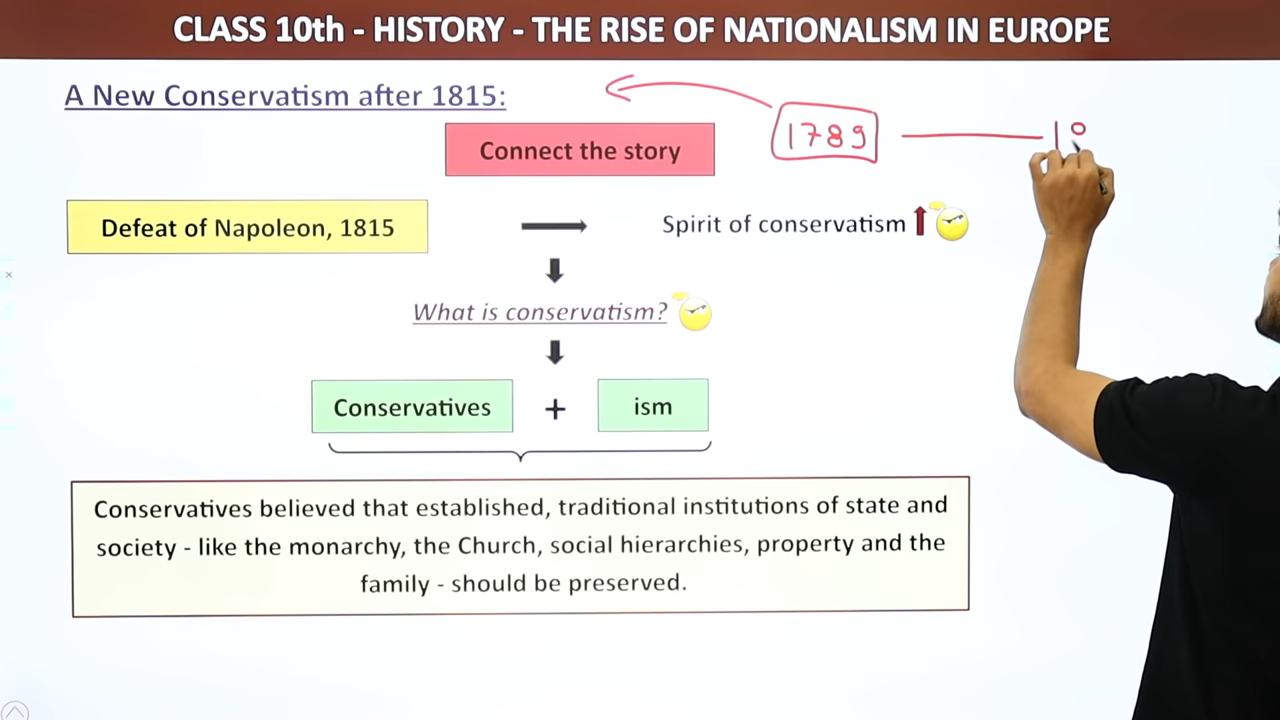 CLASS 10th - HISTORY - THE RISE OF NATIONALISM IN EUROPE
A New Conservatism after 1815:
1789
Connect the story
Defeat of Napoleon, 1815
Spirit of conservatism
What is conservatism?
Conservatives + ism
Conservatives believed that established, traditional institutions of state and
society - like the monarchy, the Church, social hierarchies, property and the
family - should be preserved.